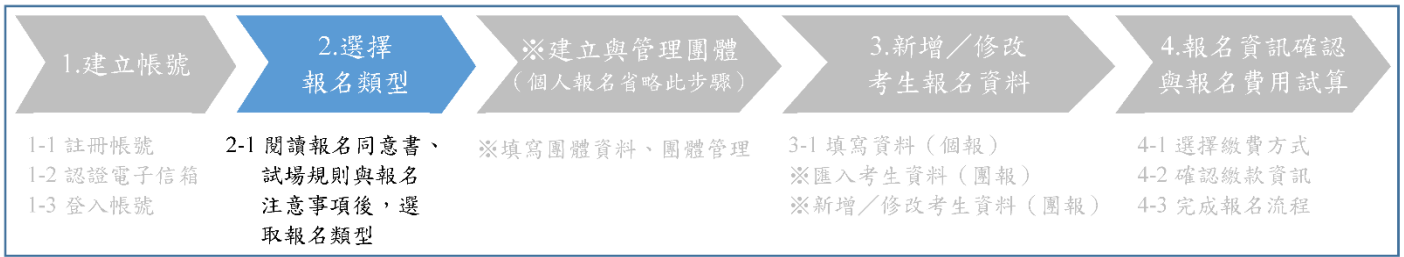 1.建立帳號
2.選擇
報名類型
※建立與管理團體
（個人報名省略此步驟）
3.新增／修改
考生報名資料
4.報名資訊確認
與報名費用試算
1-1 註冊帳號
1-2 認證電子信箱
1-3 登入帳號
2-1 閱讀報名同意書、
試場規則與報名
注意事項後，選
取報名類型
※填寫團體資料、團體管理
3-1 填寫資料（個報）
※匯入考生資料（團報）
※新增／修改考生資料（團報）
4-1 選擇繳費方式
4-2 確認繳款資訊
4-3 完成報名流程